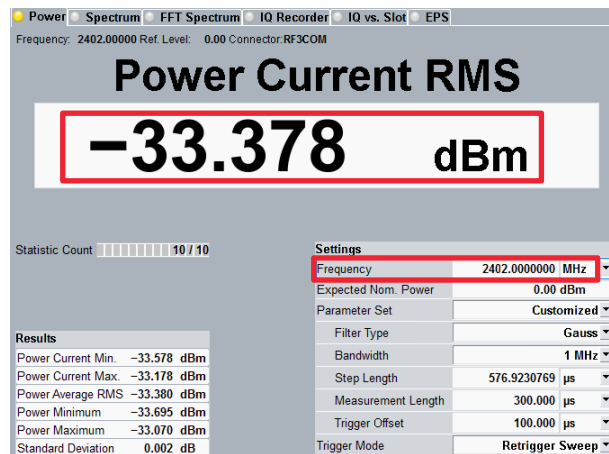 Power Spectrum FFT Spectrum IQ Recorder IQ vs. Slot EPS
Frequency: 2402.00000 Ref. Level: 0.00 Connector:RF3COM
Power Current RMS
−33.378 dBm
Statistic Count 10 / 10
Settings
Frequency 2402.0000000 MHz
Expected Nom. Power 0.00 dBm
Parameter Set Customized
Filter Type Gauss
Bandwidth 1 MHz
Step Length 576.9230769 µs
Measurement Length 300.000 µs
Trigger Offset 100.000 µs
Trigger Mode Retrigger Sweep
Results
Power Current Min. −33.578 dBm
Power Current Max. −33.178 dBm
Power Average RMS −33.380 dBm
Power Minimum −33.695 dBm
Power Maximum −33.070 dBm
Standard Deviation 0.002 dB